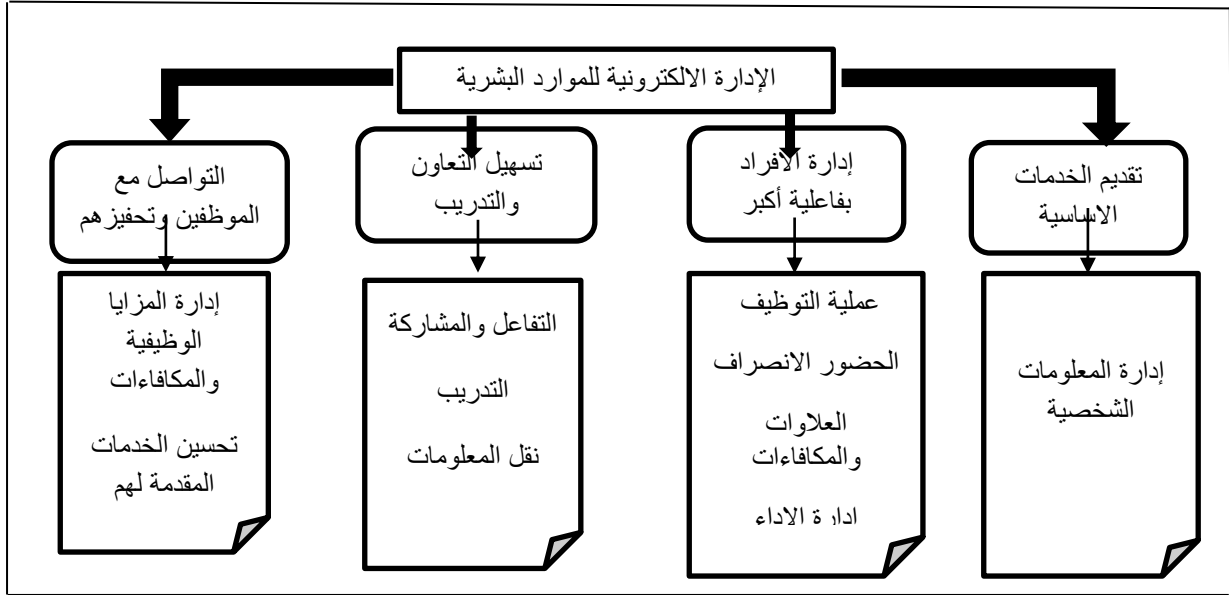 الإدارة الالكترونية للموارد البشرية
تقديم الخدمات
الاساسية
إدارة الافراد
بفاعلية أكبر
تسهيل التعاون
والتدريب
التواصل مع
الموظفين وتحفيزهم
إدارة المعلومات
الشخصية
عملية التوظيف
الحضور الانصراف
العلاوات
والمكافاءات
ادارة الاداء
التفاعل والمشاركة
التدريب
نقل المعلومات
إدارة المزايا
الوظيفية
والمكافاءات
تحسين الخدمات
المقدمة لهم